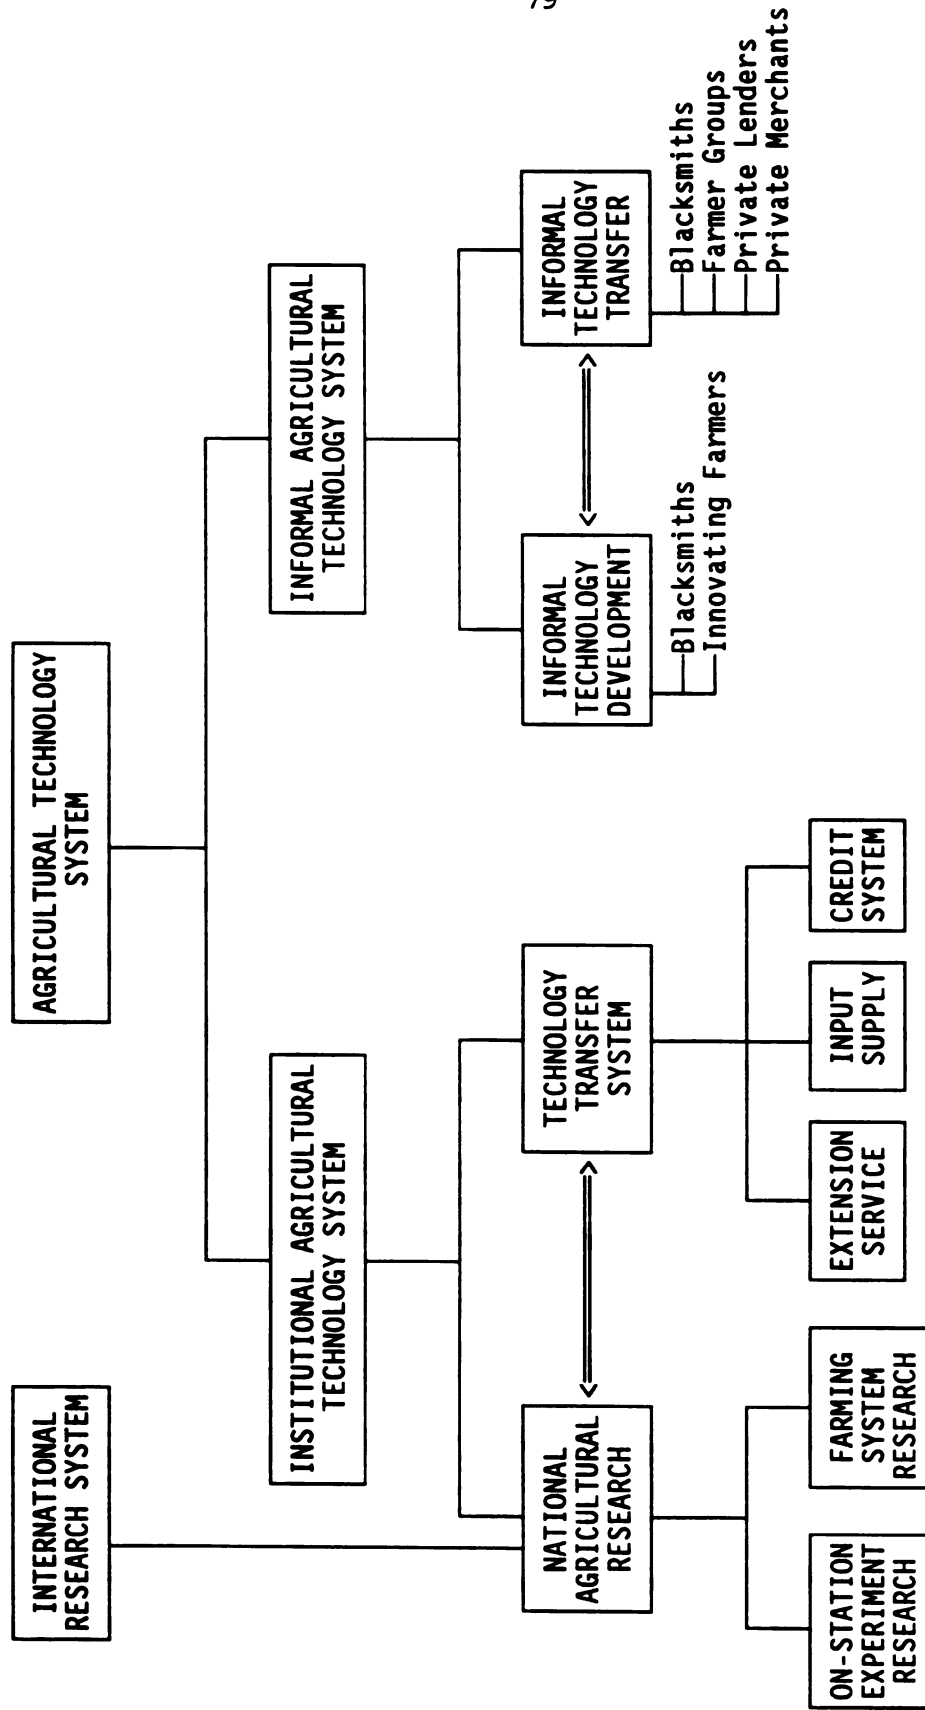 79
INTERNATIONAL
RESEARCH SYSTEM
AGRICULTURAL TECHNOLOGY
SYSTEM
INSTITUTIONAL AGRICULTURAL
TECHNOLOGY SYSTEM
INFORMAL AGRICULTURAL
TECHNOLOGY SYSTEM
NATIONAL
AGRICULTURAL
RESEARCH
TECHNOLOGY
TRANSFER
SYSTEM
INFORMAL
TECHNOLOGY
DEVELOPMENT
Blacksmiths
Innovating Farmers
INFORMAL
TECHNOLOGY
TRANSFER
Blacksmiths
Farmer Groups
Private Lenders
Private Merchants
ON-STATION
EXPERIMENT
RESEARCH
FARMING
SYSTEM
RESEARCH
EXTENSION
SERVICE
INPUT
SUPPLY
CREDIT
SYSTEM